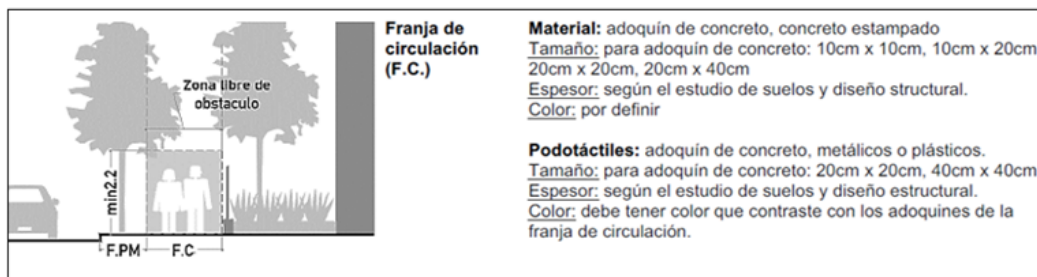 Zona libre de
obstaculo
min2.2
F.PM
F.C
Franja de
circulación
(F.C.)
Material: adoquín de concreto, concreto estampado
Tamaño: para adoquín de concreto: 10cm x 10cm, 10cm x 20cm
20cm x 20cm, 20cm x 40cm
Espesor: según el estudio de suelos y diseño structural.
Color: por definir
Podotáctiles: adoquín de concreto, metálicos o plásticos.
Tamaño: para adoquín de concreto: 20cm x 20cm, 40cm x 40cm
Espesor: según el estudio de suelos y diseño estructural.
Color: debe tener color que contraste con los adoquines de la
franja de circulación.